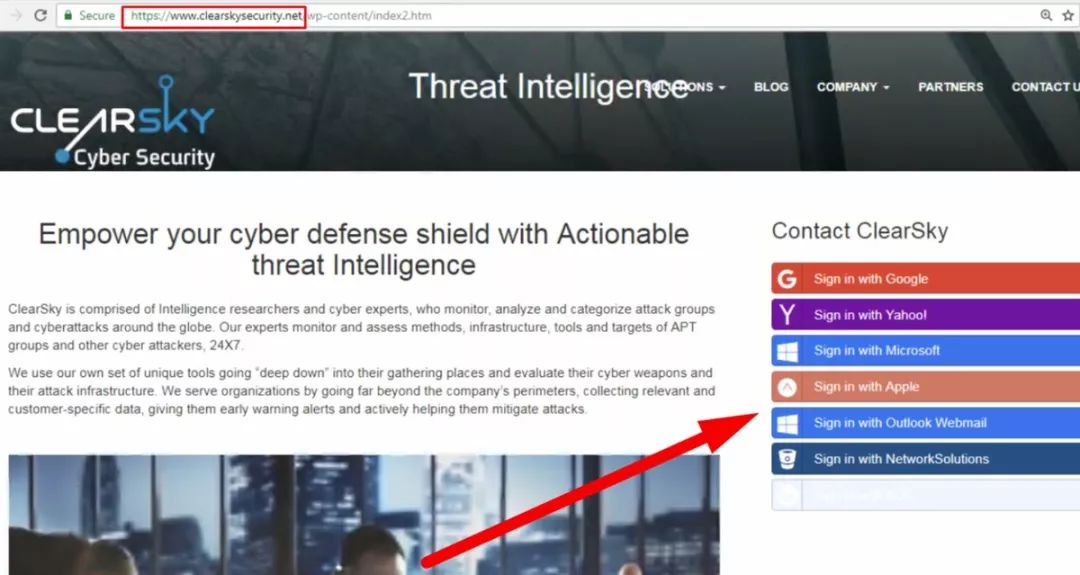 Secure https://www.clearskysecurity.net/wp-content/index2.htm
CLEARSKY
Cyber Security
Threat Intelligence
SOLUTIONS
BLOG
COMPANY
PARTNERS
CONTACT U
Empower your cyber defense shield with Actionable
threat Intelligence
ClearSky is comprised of Intelligence researchers and cyber experts, who monitor, analyze and categorize attack groups
and cyberattacks around the globe. Our experts monitor and assess methods, infrastructure, tools and targets of APT
groups and other cyber attackers, 24X7.
We use our own set of unique tools going “deep down” into their gathering places and evaluate their cyber weapons and
their attack infrastructure. We serve organizations by going far beyond the company's perimeters, collecting relevant and
customer-specific data, giving them early warning alerts and actively helping them mitigate attacks.
Contact ClearSky
Sign in with Google
Sign in with Yahoo!
Sign in with Microsoft
Sign in with Apple
Sign in with Outlook Webmail
Sign in with NetworkSolutions